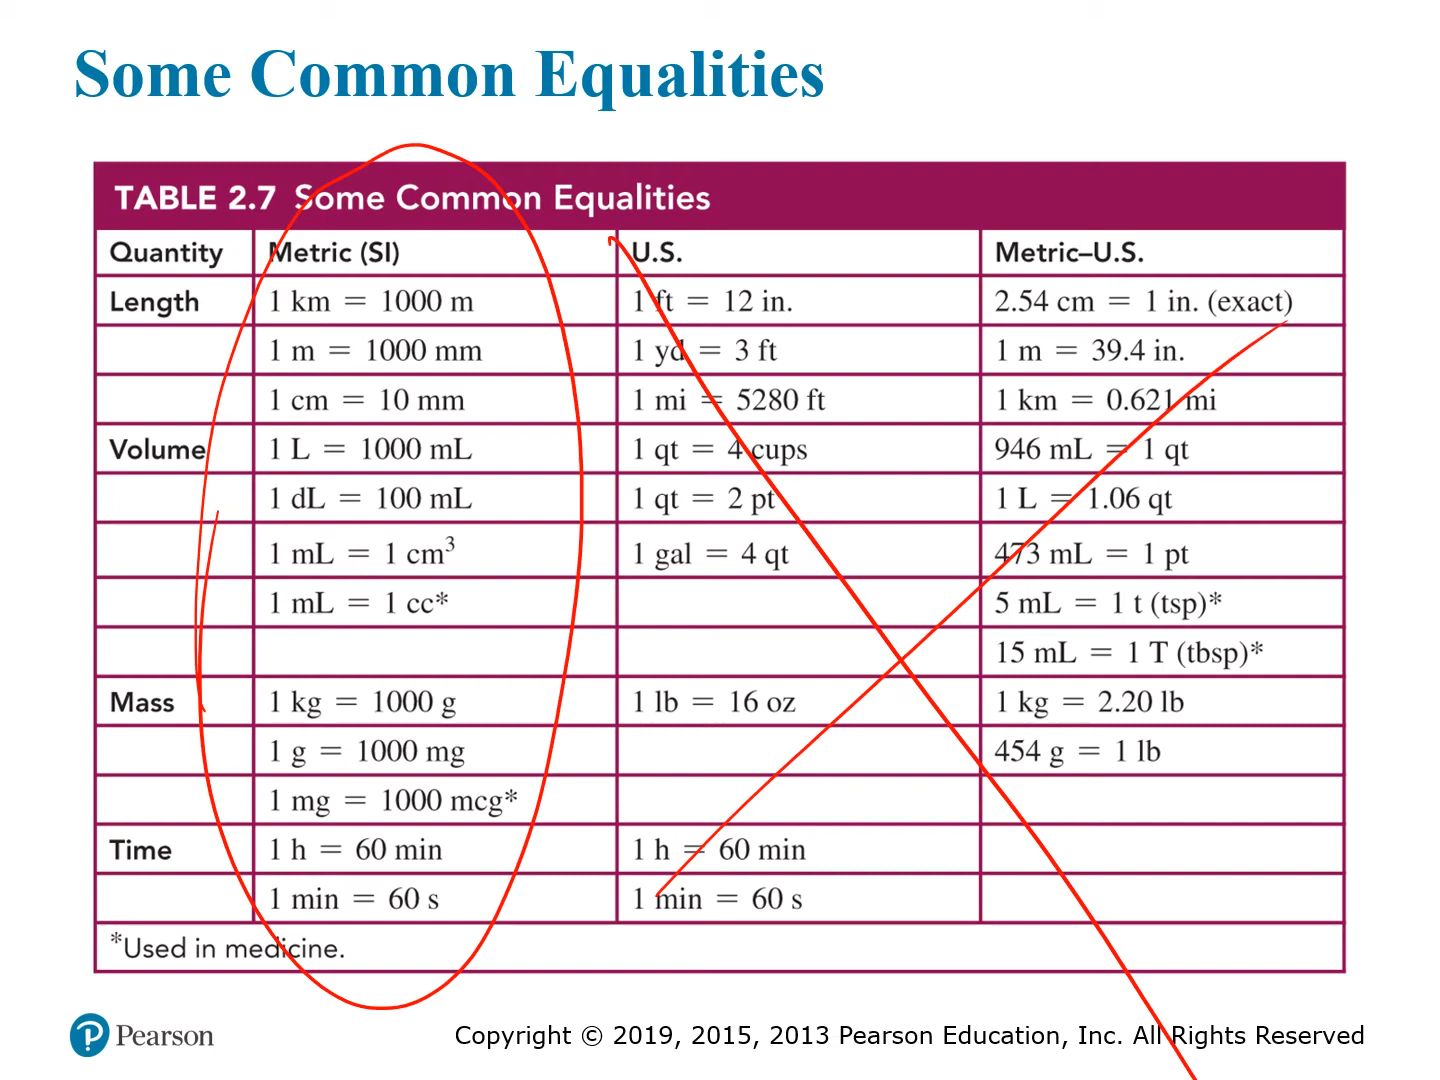 Some Common Equalities
TABLE 2.7 Some Common Equalities
Quantity Metric (SI) U.S. Metric–U.S.
Length 1 km = 1000 m 1 ft = 12 in. 2.54 cm = 1 in. (exact)
1 m = 1000 mm 1 yd = 3 ft 1 m = 39.4 in.
1 cm = 10 mm 1 mi = 5280 ft 1 km = 0.621 mi
Volume 1 L = 1000 mL 1 qt = 4 cups 946 mL = 1 qt
1 dL = 100 mL 1 qt = 2 pt 1 L = 1.06 qt
1 mL = 1 cm³ 1 gal = 4 qt 473 mL = 1 pt
1 mL = 1 cc* 5 mL = 1 t (tsp)*
15 mL = 1 T (tbsp)*
Mass 1 kg = 1000 g 1 lb = 16 oz 1 kg = 2.20 lb
1 g = 1000 mg 454 g = 1 lb
1 mg = 1000 mcg*
Time 1 h = 60 min 1 h = 60 min
1 min = 60 s 1 min = 60 s
*Used in medicine.
P Pearson Copyright © 2019, 2015, 2013 Pearson Education, Inc. All Rights Reserved